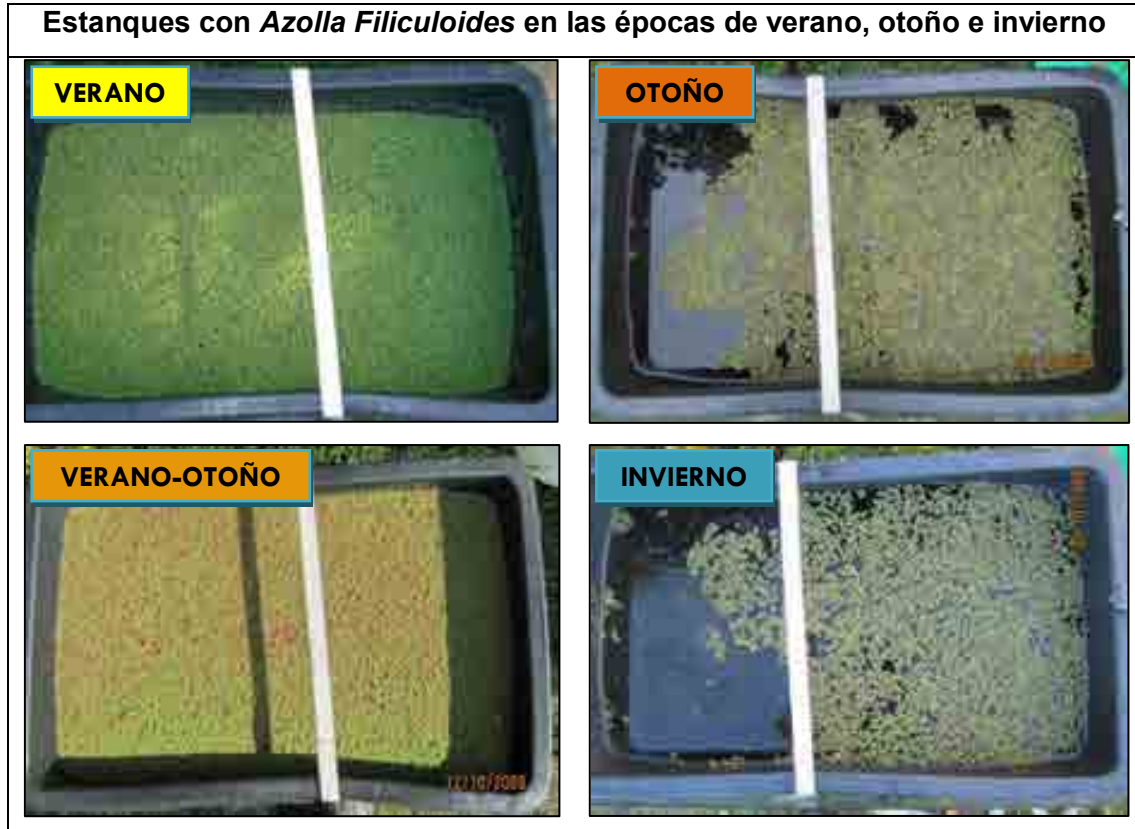 Estanques con Azolla Filiculoides en las épocas de verano, otoño e invierno
VERANO
OTOÑO
VERANO-OTOÑO
INVIERNO